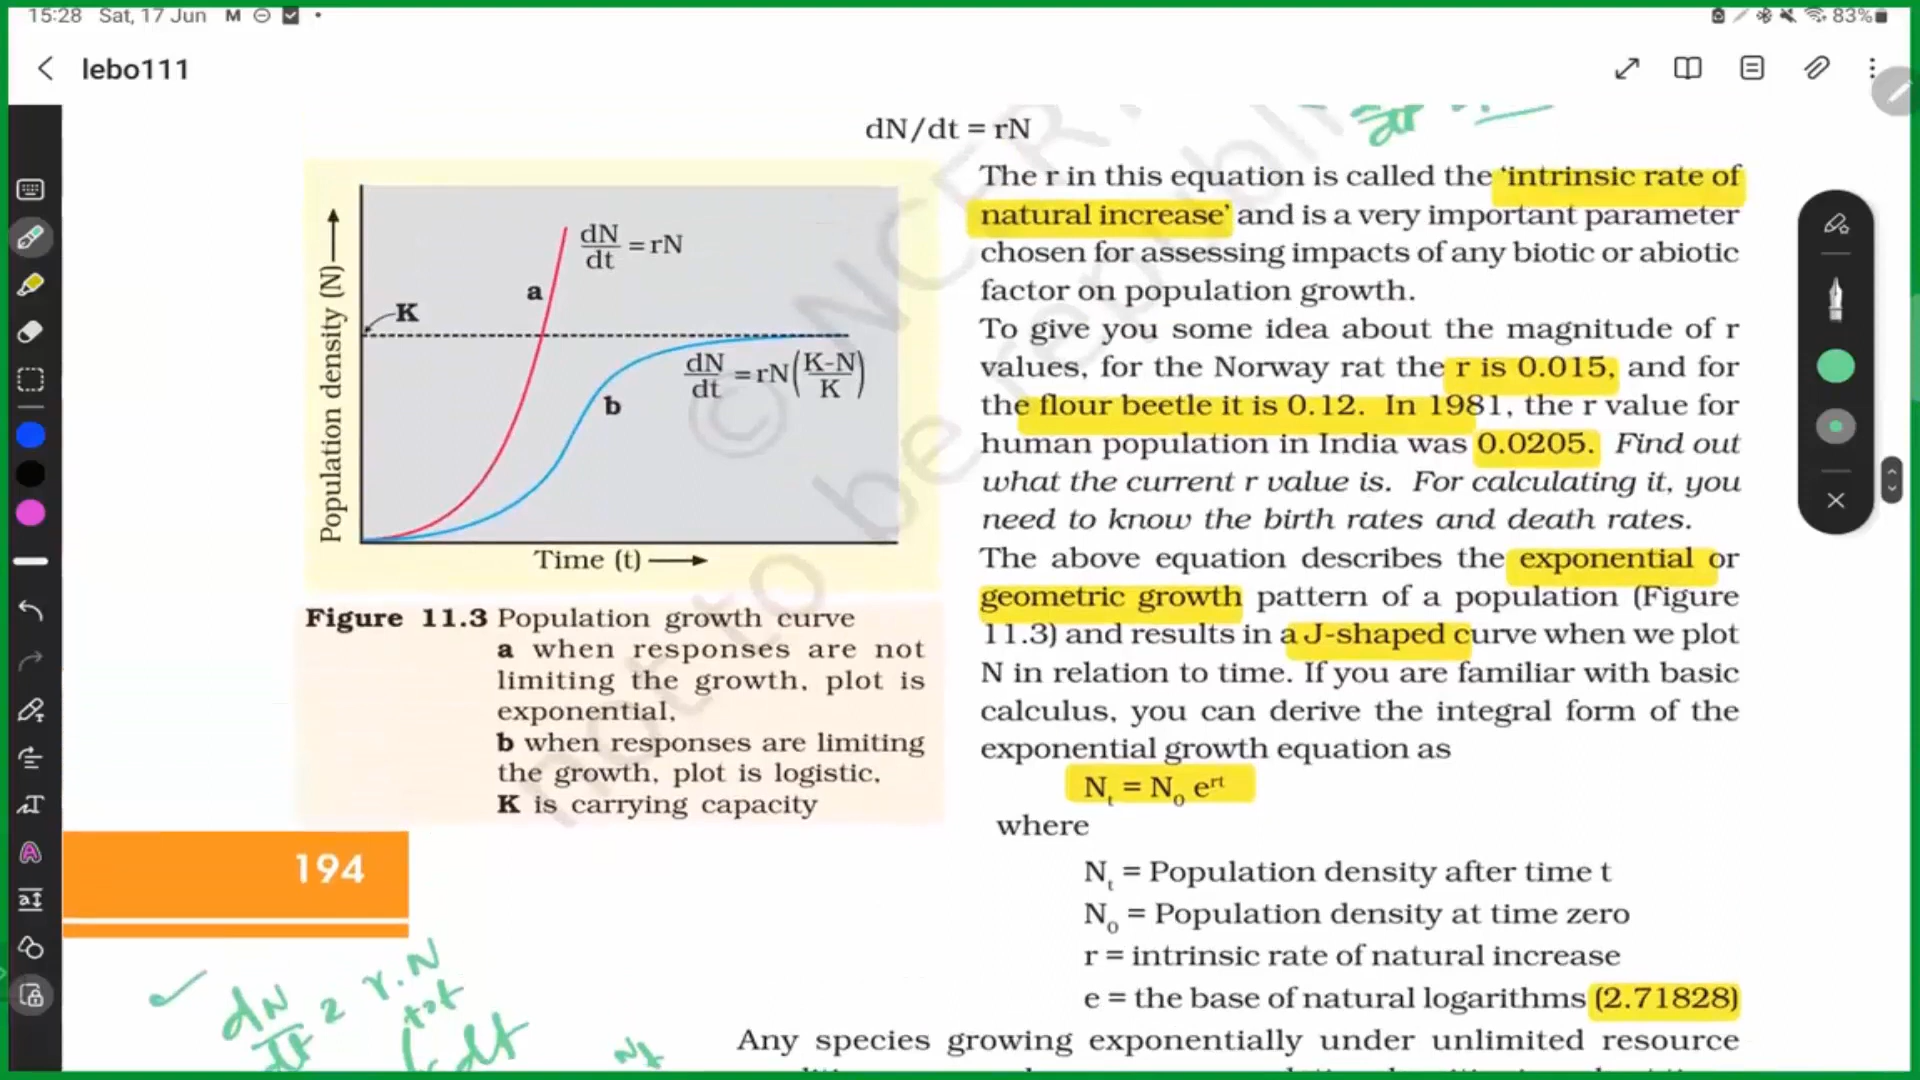 15:28 Sat, 17 Jun M
83%
lebo111
dN/dt = rN
Population density (N)
K
a
dN/dt = rN
b
dN/dt = rN(K-N/K)
Time (t)
Figure 11.3 Population growth curve
a when responses are not
limiting the growth, plot is
exponential,
b when responses are limiting
the growth, plot is logistic,
K is carrying capacity
194
The r in this equation is called the ‘intrinsic rate of
natural increase’ and is a very important parameter
chosen for assessing impacts of any biotic or abiotic
factor on population growth.
To give you some idea about the magnitude of r
values, for the Norway rat the r is 0.015, and for
the flour beetle it is 0.12. In 1981, the r value for
human population in India was 0.0205. Find out
what the current r value is. For calculating it, you
need to know the birth rates and death rates.
The above equation describes the exponential or
geometric growth pattern of a population (Figure
11.3) and results in a J-shaped curve when we plot
N in relation to time. If you are familiar with basic
calculus, you can derive the integral form of the
exponential growth equation as
Nt = N0 e^rt
where
Nt = Population density after time t
N0 = Population density at time zero
r = intrinsic rate of natural increase
e = the base of natural logarithms (2.71828)
Any species growing exponentially under unlimited resource
dN/dt = r.N
dt
Nt
© NCERT
not to be republi